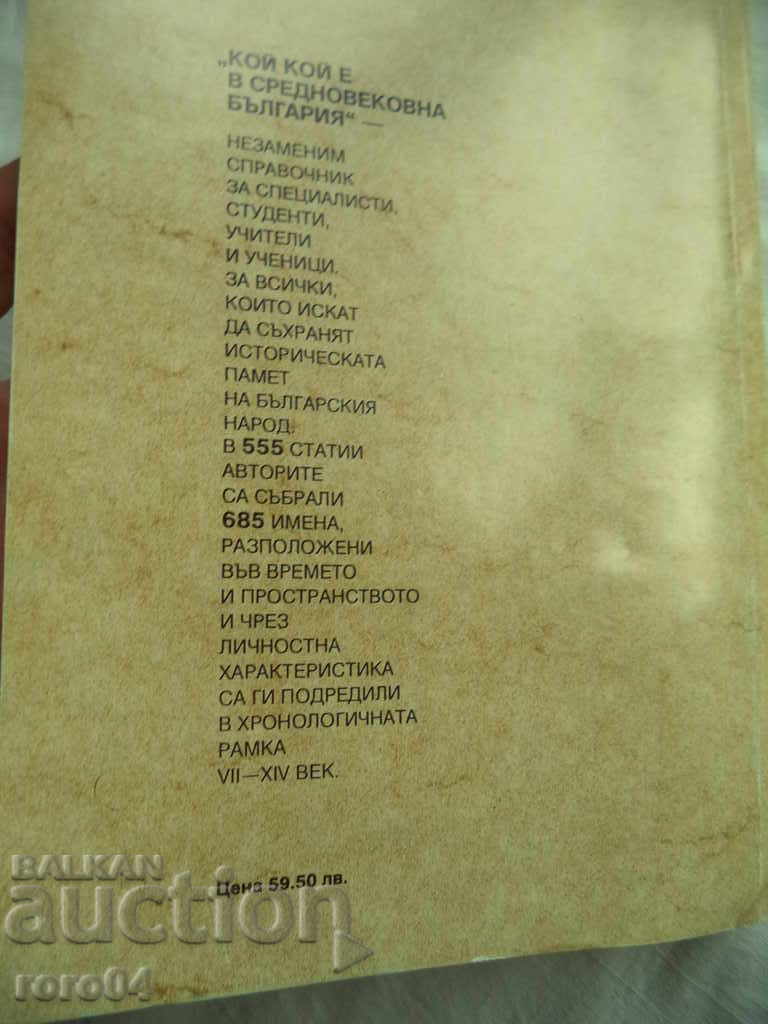 „КОЙ КОЙ Е
В СРЕДНОВЕКОВНА
БЪЛГАРИЯ“ —
НЕЗАМЕНИМ
СПРАВОЧНИК
ЗА СПЕЦИАЛИСТИ,
СТУДЕНТИ,
УЧИТЕЛИ
И УЧЕНИЦИ,
ЗА ВСИЧКИ,
КОИТО ИСКАТ
ДА СЪХРАНЯТ
ИСТОРИЧЕСКАТА
ПАМЕТ
НА БЪЛГАРСКИЯ
НАРОД.
В 555 СТАТИИ
АВТОРИТЕ
СА СЪБРАЛИ
685 ИМЕНА,
РАЗПОЛОЖЕНИ
ВЪВ ВРЕМЕТО
И ПРОСТРАНСТВОТО
И ЧРЕЗ
ЛИЧНОСТНА
ХАРАКТЕРИСТИКА
СА ГИ ПОДРЕДИЛИ
В ХРОНОЛОГИЧНАТА
РАМКА
VII—XIV ВЕК.
Цена 59.50 лв.
BALKAN
auction
roro04